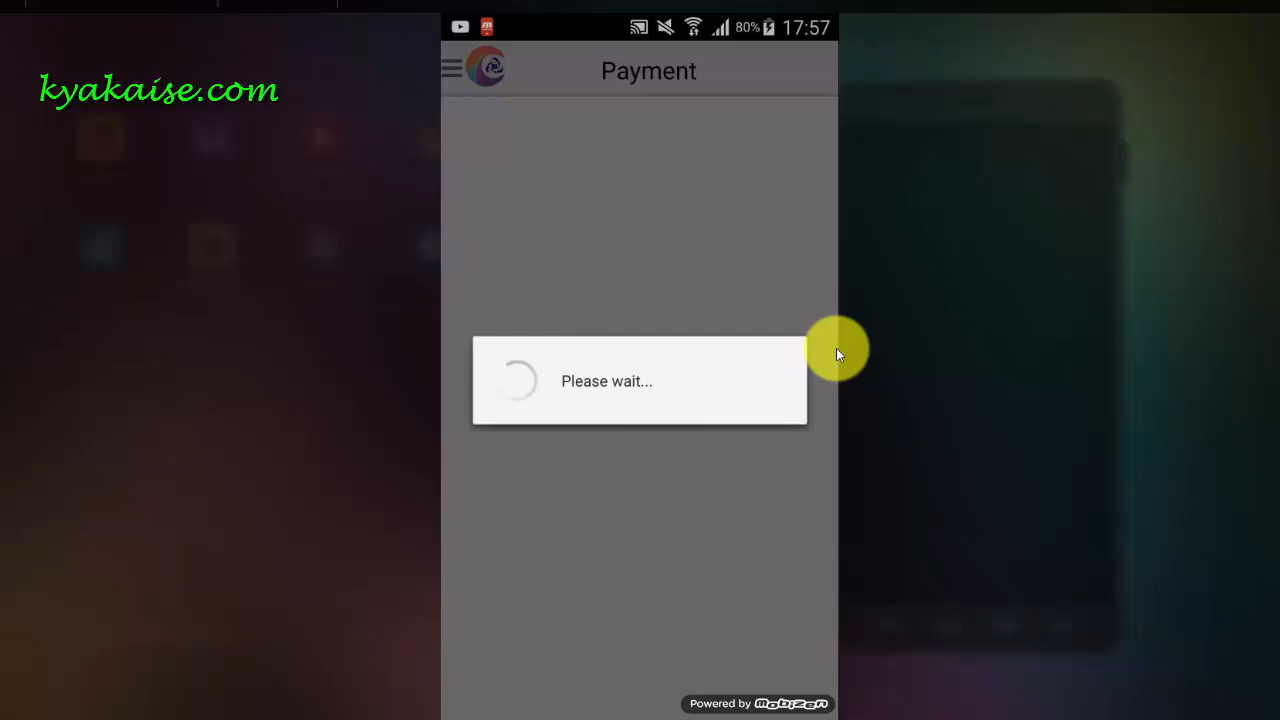 80% 17:57
Payment
kyakaise.com
Please wait...
Powered by mobizen